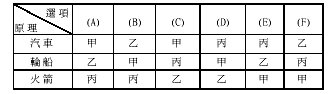 選項 (A) (B) (C) (D) (E) (F)
原理
汽車 甲 乙 甲 丙 丙 乙
輪船 乙 甲 丙 甲 乙 丙
火箭 丙 丙 乙 乙 甲 甲